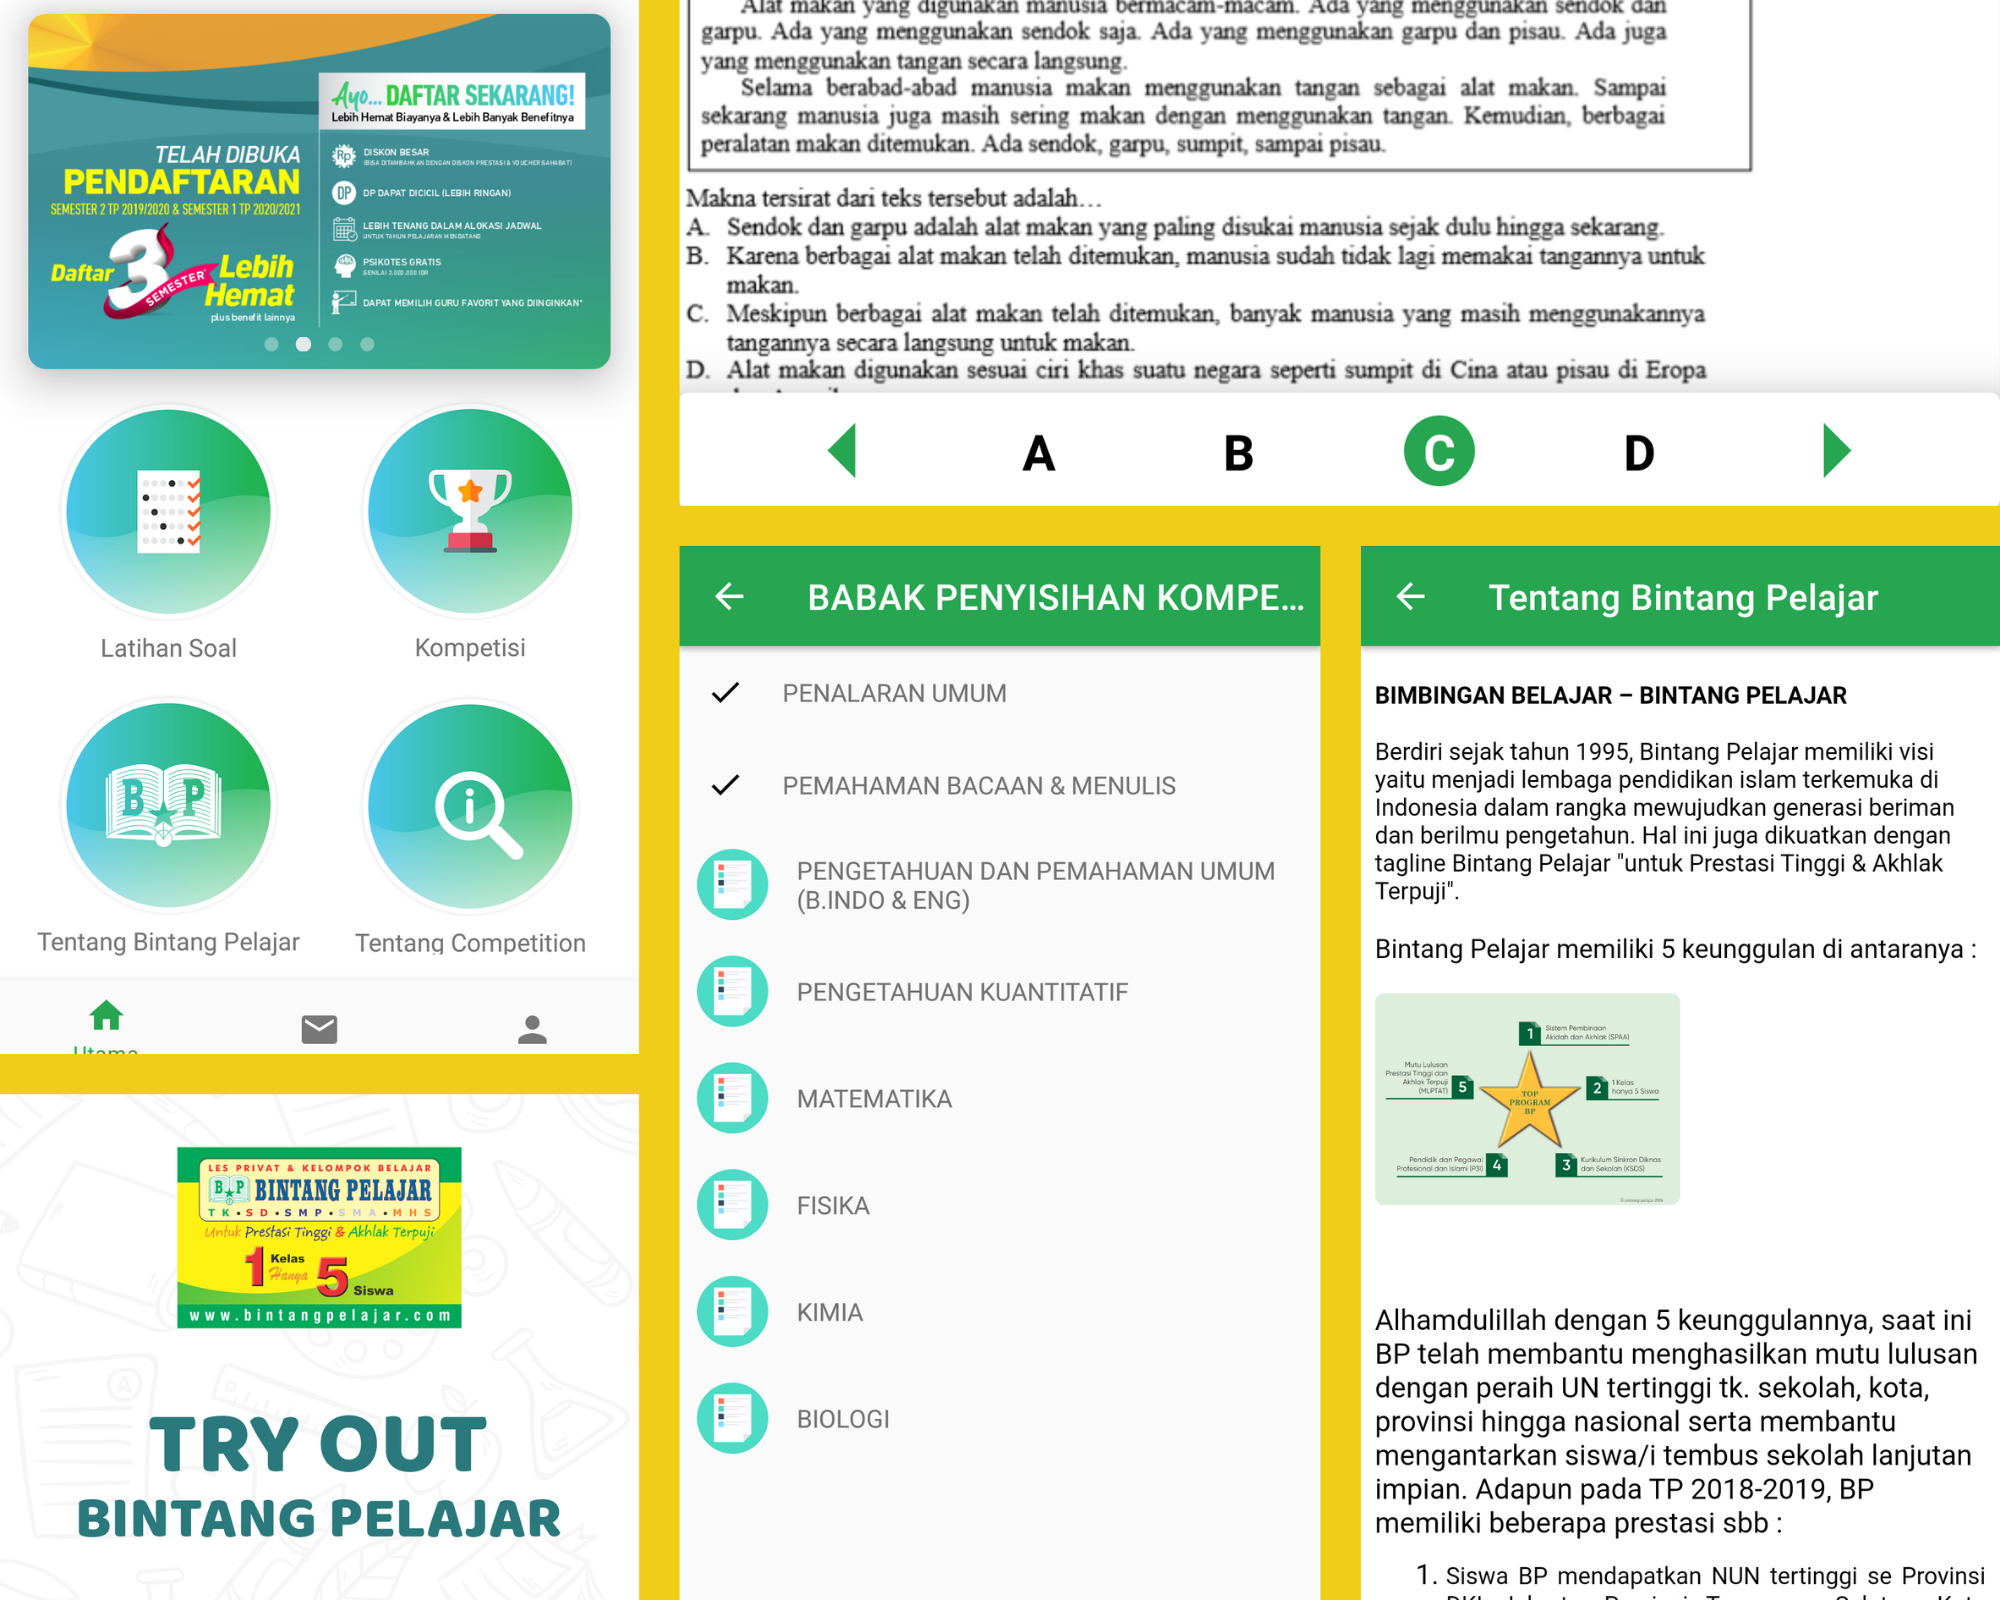 Ayo... DAFTAR SEKARANG!
Lebih Hemat Biayanya & Lebih Banyak Benefitnya
TELAH DIBUKA
PENDAFTARAN
SEMESTER 2 TP 2019/2020 & SEMESTER 1 TP 2020/2021
Daftar 3 SEMESTER* Lebih Hemat
plus benefit lainnya
Rp
DISKON BESAR
(BISA DITAMBAHKAN DENGAN DISKON PRESTASI & VOUCHER SAHABAT)
DP
DP DAPAT DICICIL (LEBIH RINGAN)
LEBIH TENANG DALAM ALOKASI JADWAL
UNTUK TAHUN PELAJARAN MENDATANG
PSIKOTES GRATIS
SENILAI 2.000.000 IDR
DAPAT MEMILIH GURU FAVORIT YANG DIINGINKAN*
Latihan Soal
Kompetisi
B P
Tentang Bintang Pelajar
Tentang Competition
Utama
LES PRIVAT & KELOMPOK BELAJAR
B P BINTANG PELAJAR
TK • SD • SMP • SMA • MHS
Untuk Prestasi Tinggi & Akhlak Terpuji
1 Kelas Hanya 5 Siswa
www.bintangpelajar.com
TRY OUT
BINTANG PELAJAR
Alat makan yang digunakan manusia bermacam-macam. Ada yang menggunakan sendok dan
garpu. Ada yang menggunakan sendok saja. Ada yang menggunakan garpu dan pisau. Ada juga
yang menggunakan tangan secara langsung.
Selama berabad-abad manusia makan menggunakan tangan sebagai alat makan. Sampai
sekarang manusia juga masih sering makan dengan menggunakan tangan. Kemudian, berbagai
peralatan makan ditemukan. Ada sendok, garpu, sumpit, sampai pisau.
Makna tersirat dari teks tersebut adalah…
A. Sendok dan garpu adalah alat makan yang paling disukai manusia sejak dulu hingga sekarang.
B. Karena berbagai alat makan telah ditemukan, manusia sudah tidak lagi memakai tangannya untuk
makan.
C. Meskipun berbagai alat makan telah ditemukan, banyak manusia yang masih menggunakannya
tangannya secara langsung untuk makan.
D. Alat makan digunakan sesuai ciri khas suatu negara seperti sumpit di Cina atau pisau di Eropa
A B C D
BABAK PENYISIHAN KOMPE...
PENALARAN UMUM
PEMAHAMAN BACAAN & MENULIS
PENGETAHUAN DAN PEMAHAMAN UMUM
(B.INDO & ENG)
PENGETAHUAN KUANTITATIF
MATEMATIKA
FISIKA
KIMIA
BIOLOGI
Tentang Bintang Pelajar
BIMBINGAN BELAJAR – BINTANG PELAJAR
Berdiri sejak tahun 1995, Bintang Pelajar memiliki visi
yaitu menjadi lembaga pendidikan islam terkemuka di
Indonesia dalam rangka mewujudkan generasi beriman
dan berilmu pengetahun. Hal ini juga dikuatkan dengan
tagline Bintang Pelajar "untuk Prestasi Tinggi & Akhlak
Terpuji".
Bintang Pelajar memiliki 5 keunggulan di antaranya :
TOP
PROGRAM
BP
1 Sistem Pembinaan
Akidah dan Akhlak (SPAA)
2 1 Kelas
hanya 5 Siswa
3 Kurikulum Sinkron Diknas
dan Sekolah (KSDS)
4 Pendidik dan Pegawai
Profesional dan Islami (P3I)
5 Mutu Lulusan
Prestasi Tinggi dan
Akhlak Terpuji
(MLPTAT)
Alhamdulillah dengan 5 keunggulannya, saat ini
BP telah membantu menghasilkan mutu lulusan
dengan peraih UN tertinggi tk. sekolah, kota,
provinsi hingga nasional serta membantu
mengantarkan siswa/i tembus sekolah lanjutan
impian. Adapun pada TP 2018-2019, BP
memiliki beberapa prestasi sbb :
1. Siswa BP mendapatkan NUN tertinggi se Provinsi